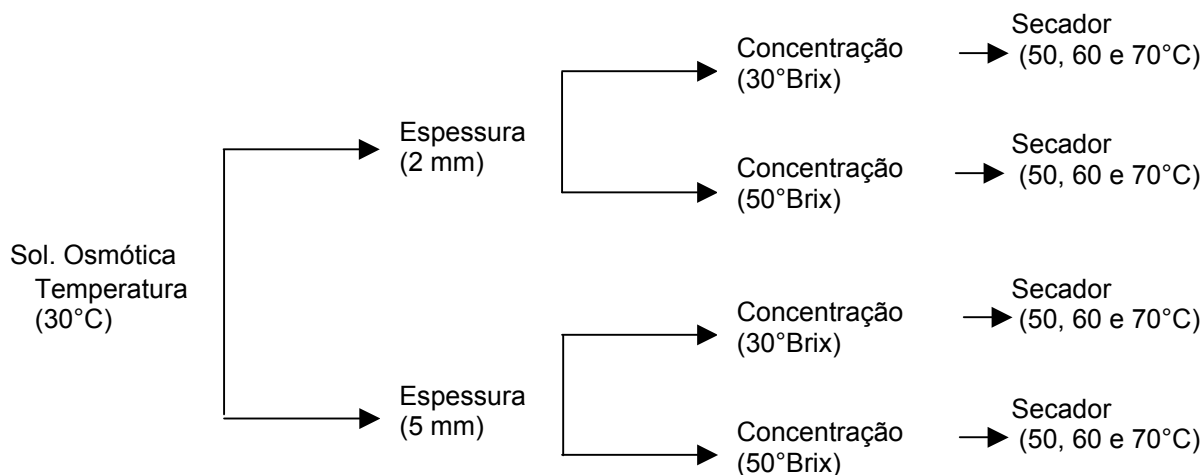 Sol. Osmótica
Temperatura
(30°C)
Espessura
(2 mm)
Concentração
(30°Brix)
Secador
(50, 60 e 70°C)
Concentração
(50°Brix)
Secador
(50, 60 e 70°C)
Espessura
(5 mm)
Concentração
(30°Brix)
Secador
(50, 60 e 70°C)
Concentração
(50°Brix)
Secador
(50, 60 e 70°C)